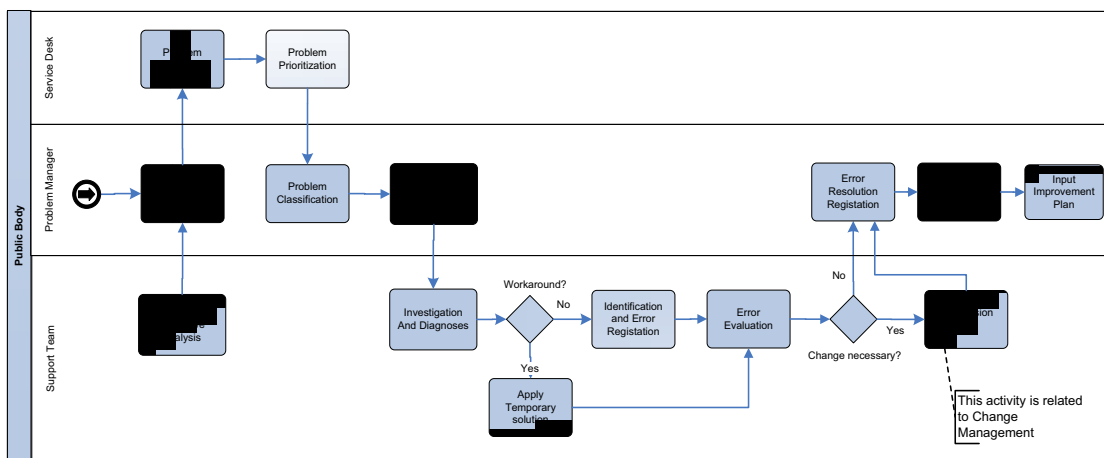 Public Body
Service Desk
Problem
Prioritization
Problem Manager
Problem
Classification
Error
Resolution
Registation
Input
Improvement
Plan
Support Team
Investigation
And Diagnoses
Workaround?
No
Yes
Identification
and Error
Registation
Apply
Temporary
solution
Error
Evaluation
No
Yes
Change necessary?
This activity is related
to Change
Management